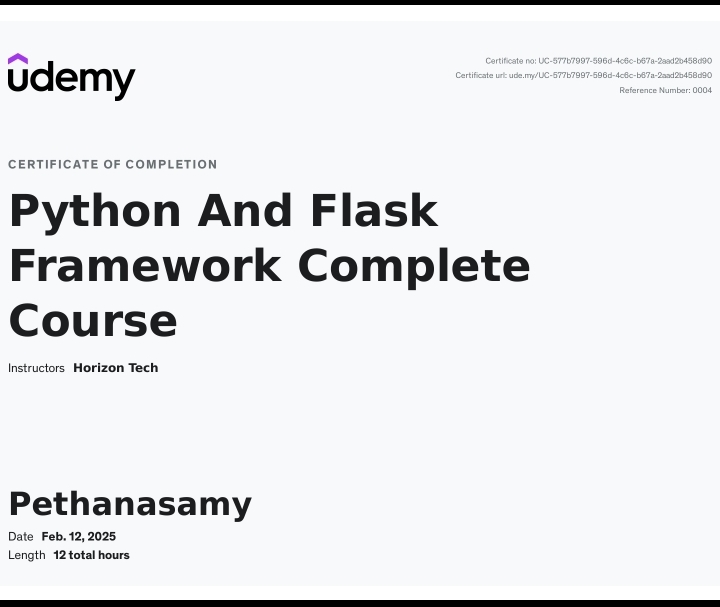 udemy
Certificate no: UC-577b7997-596d-4c6c-b67a-2aad2b458d90
Certificate url: ude.my/UC-577b7997-596d-4c6c-b67a-2aad2b458d90
Reference Number: 0004
CERTIFICATE OF COMPLETION
Python And Flask
Framework Complete
Course
Instructors Horizon Tech
Pethanasamy
Date Feb. 12, 2025
Length 12 total hours